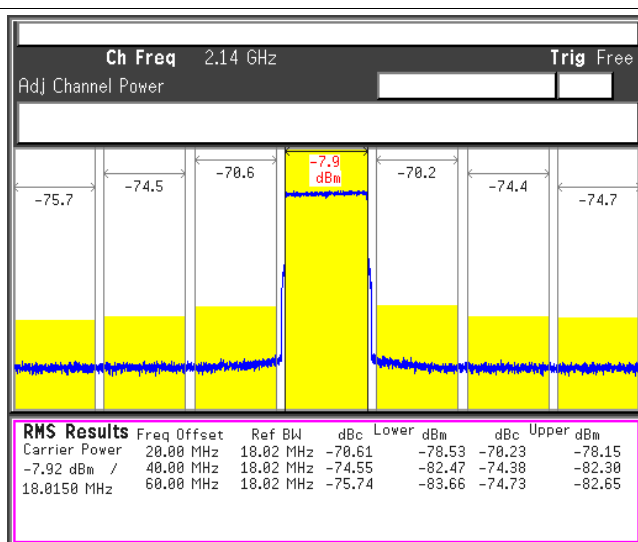 Ch Freq 2.14 GHz Trig Free
Adj Channel Power
-75.7 -74.5 -70.6 -7.9 dBm -70.2 -74.4 -74.7
RMS Results Freq Offset Ref BW dBc Lower dBm dBc Upper dBm
Carrier Power 20.00 MHz 18.02 MHz -70.61 -78.53 -70.23 -78.15
-7.92 dBm / 40.00 MHz 18.02 MHz -74.55 -82.47 -74.38 -82.30
18.0150 MHz 60.00 MHz 18.02 MHz -75.74 -83.66 -74.73 -82.65